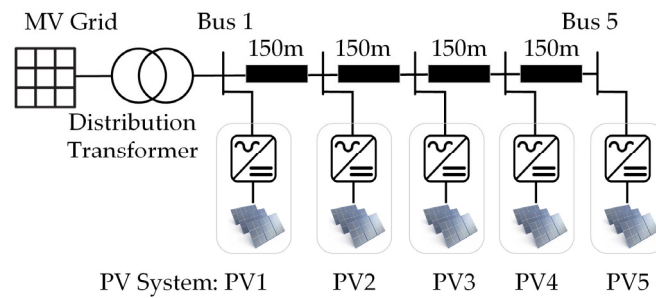 MV Grid
Bus 1
Bus 5
150m
150m
150m
150m
Distribution
Transformer
PV System: PV1
PV2
PV3
PV4
PV5